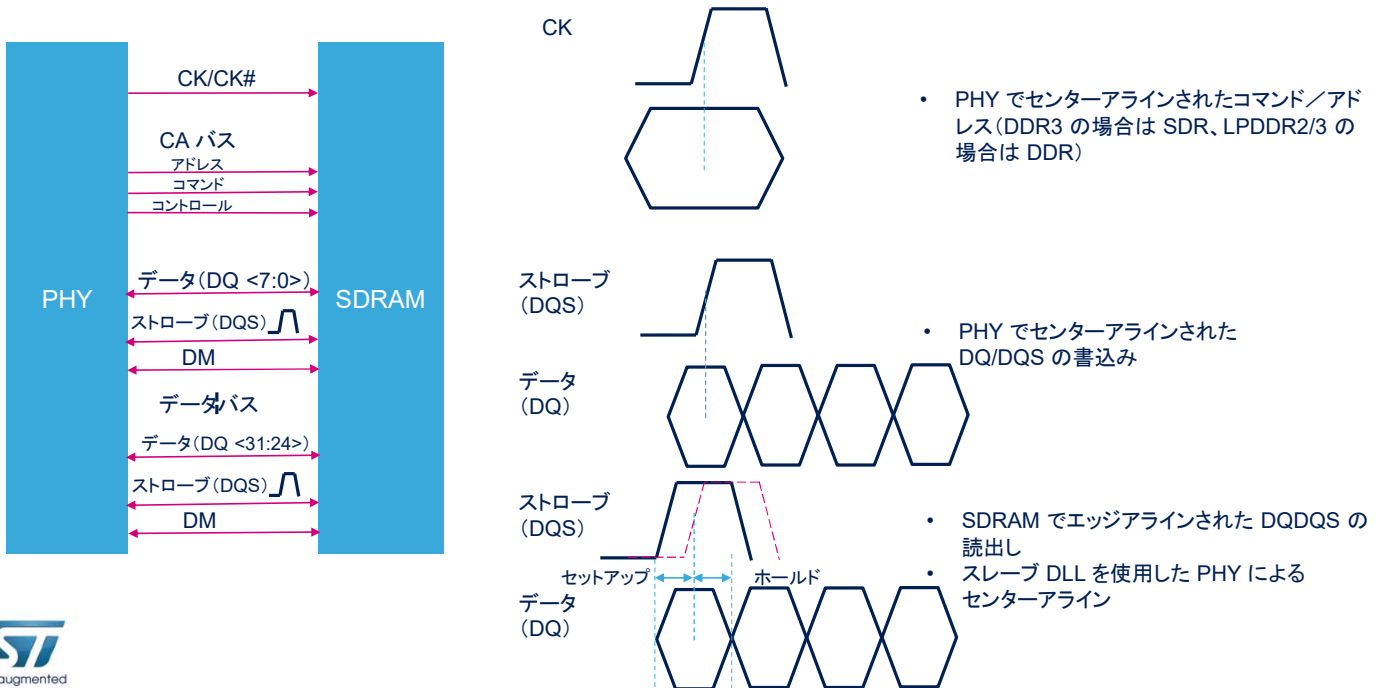 PHY
CK/CK#
CA バス
アドレス
コマンド
コントロール
データ(DQ <7:0>)
ストローブ(DQS)
DM
データバス
データ(DQ <31:24>)
ストローブ(DQS)
DM
SDRAM
CK
• PHY でセンターアラインされたコマンド／アド
レス(DDR3 の場合は SDR、LPDDR2/3 の
場合は DDR)
ストローブ
(DQS)
データ
(DQ)
• PHY でセンターアラインされた
DQ/DQS の書込み
ストローブ
(DQS)
セットアップ
ホールド
データ
(DQ)
• SDRAM でエッジアラインされた DQDQS の
読出し
• スレーブ DLL を使用した PHY による
センターアライン
ST
augmented